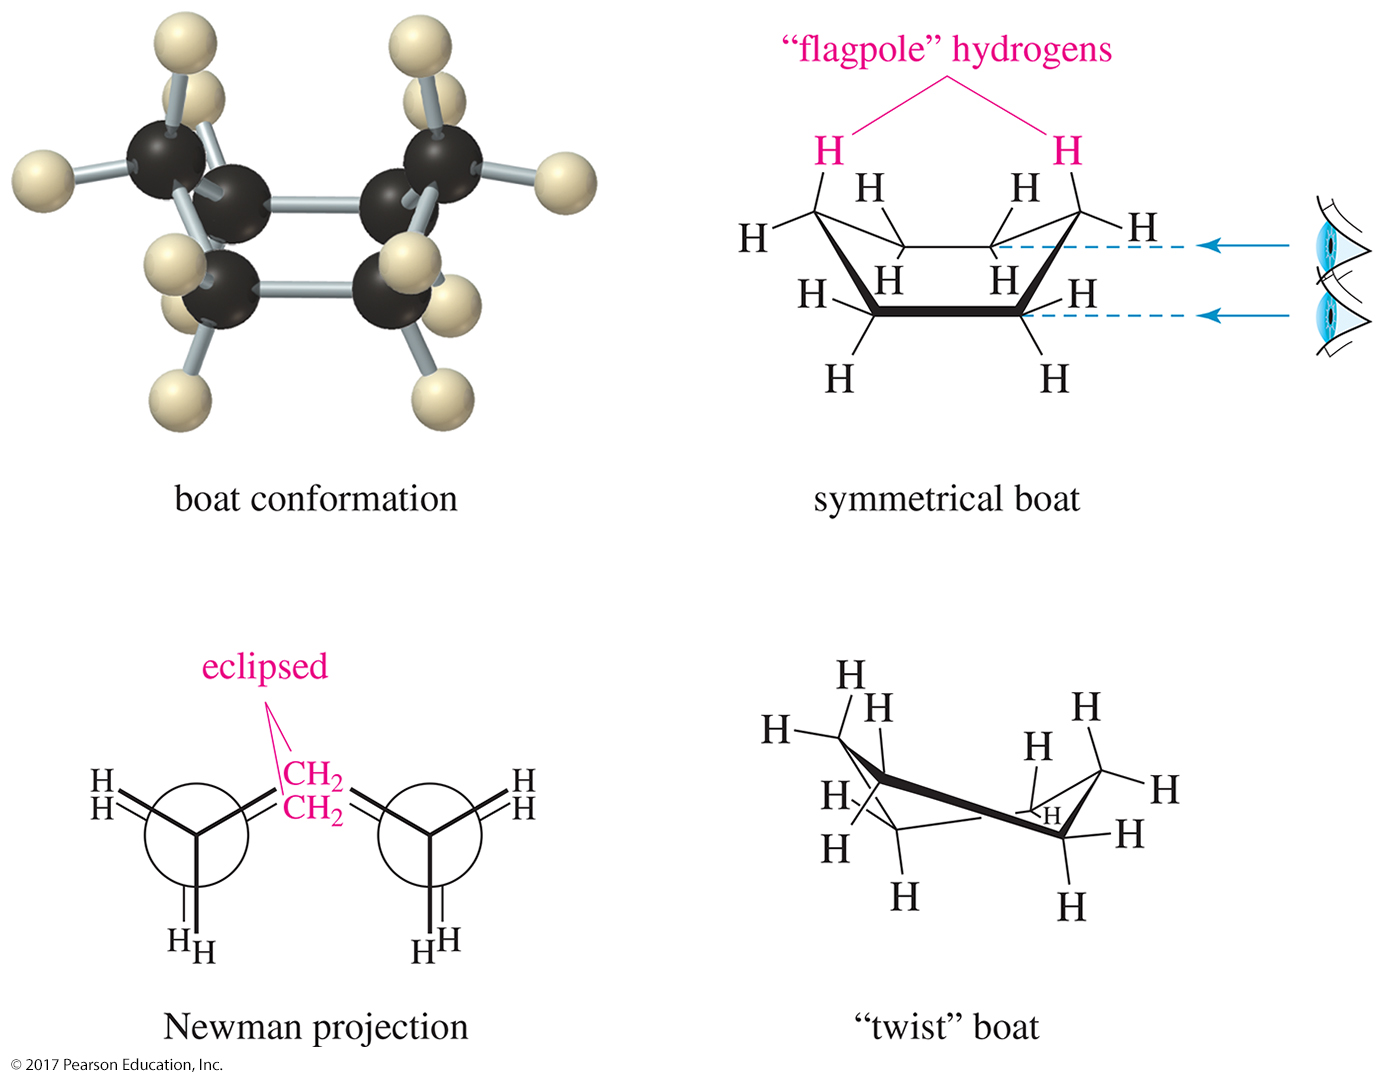 “flagpole” hydrogens
H H
H H
H H
H H
H H
H H
boat conformation
symmetrical boat
eclipsed
CH2
CH2
H H
H H
H H
H H
Newman projection
H
H H
H
H H
H H
H H
H H
H
“twist” boat
© 2017 Pearson Education, Inc.